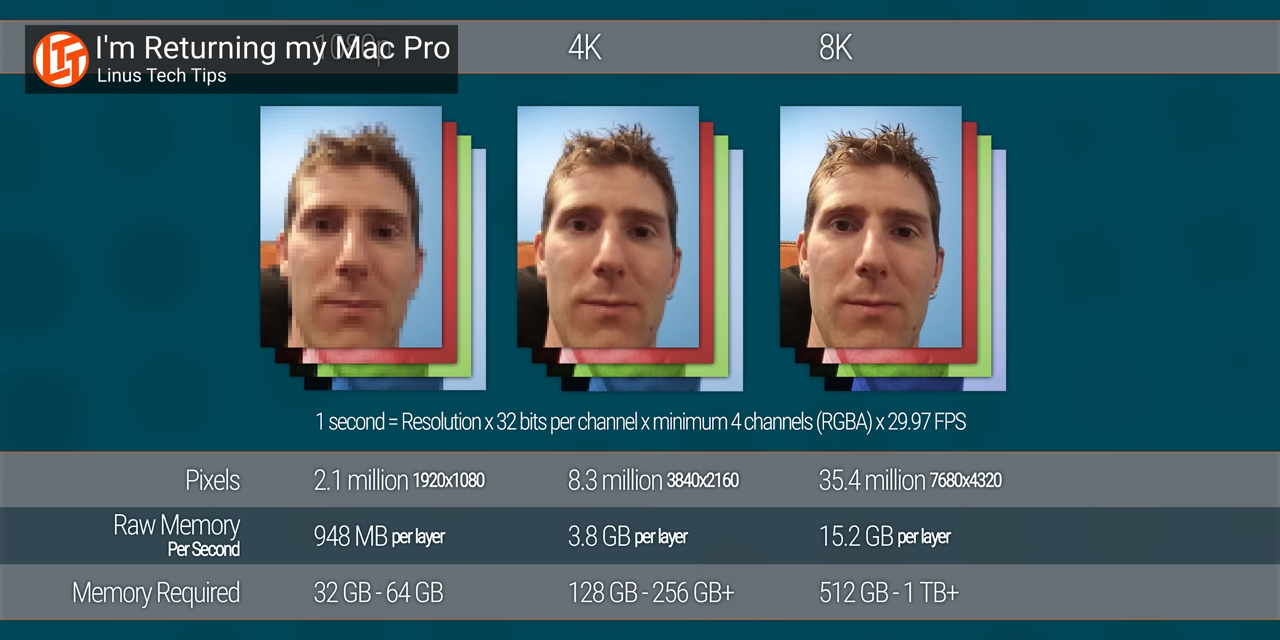 I'm Returning my Mac Pro
Linus Tech Tips
1080p 4K 8K
1 second = Resolution x 32 bits per channel x minimum 4 channels (RGBA) x 29.97 FPS
Pixels 2.1 million 1920x1080 8.3 million 3840x2160 35.4 million 7680x4320
Raw Memory
Per Second 948 MB per layer 3.8 GB per layer 15.2 GB per layer
Memory Required 32 GB - 64 GB 128 GB - 256 GB+ 512 GB - 1 TB+